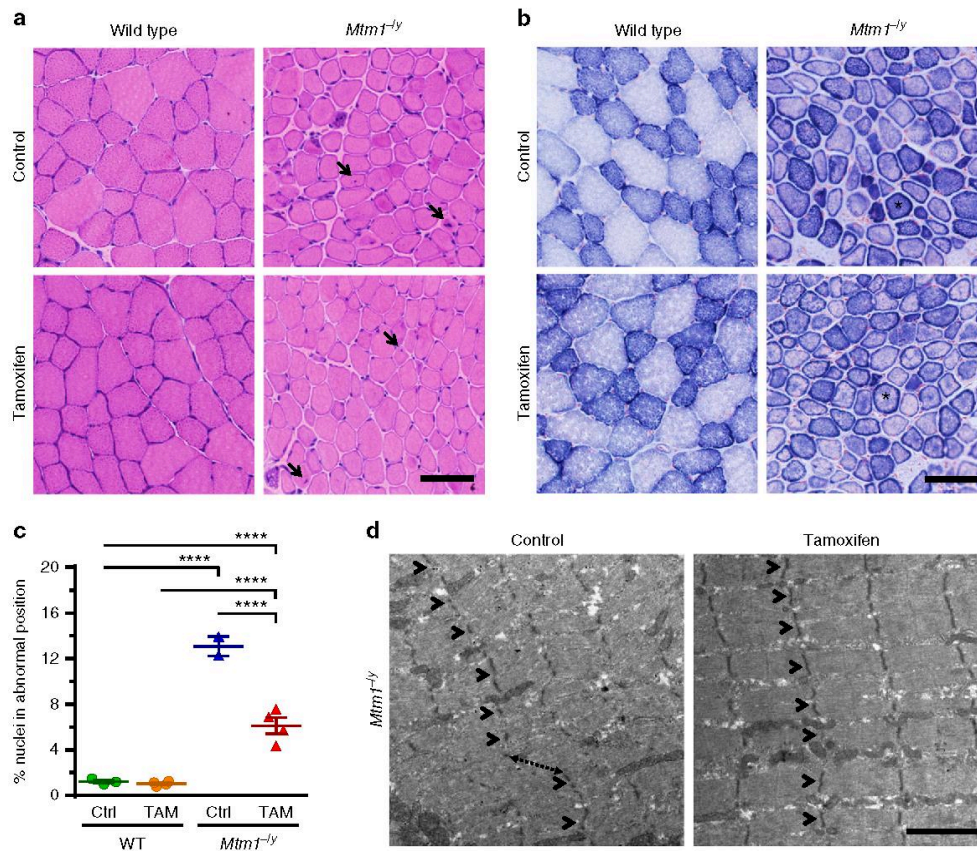 a
Wild type
Mtm1⁻/ʸ
Control
Tamoxifen
b
Wild type
Mtm1⁻/ʸ
Control
*
Tamoxifen
*
c
% nuclei in abnormal position
20
16
12
8
4
0
****
****
****
****
Ctrl TAM Ctrl TAM
WT Mtm1⁻/ʸ
d
Control Tamoxifen
Mtm1⁻/ʸ